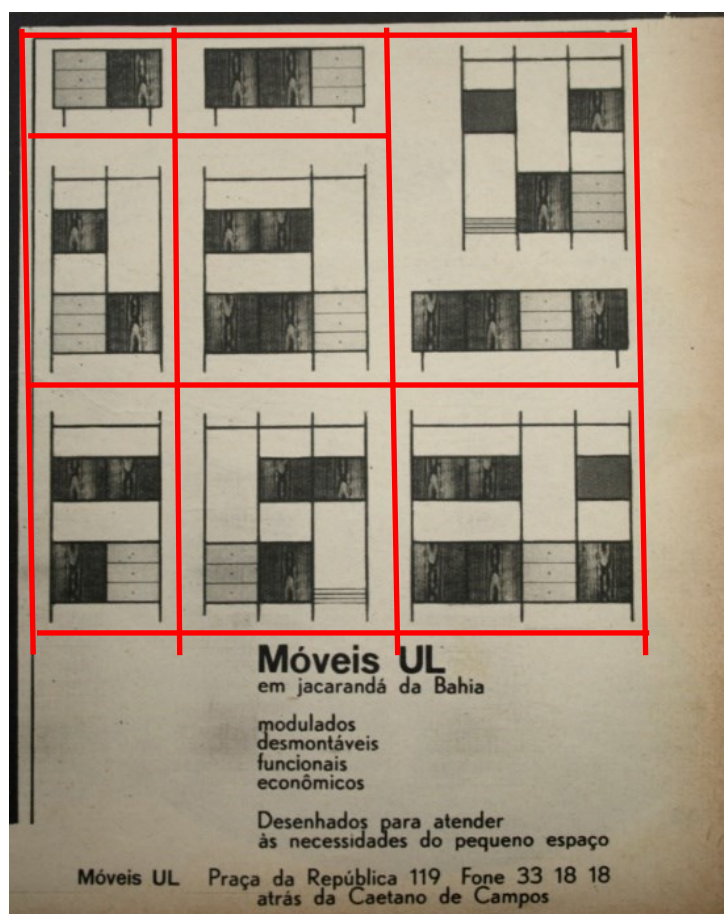 Móveis UL
em jacarandá da Bahia
modulados
desmontáveis
funcionais
econômicos
Desenhados para atender
às necessidades do pequeno espaço
Móveis UL Praça da República 119 Fone 33 18 18
atrás da Caetano de Campos